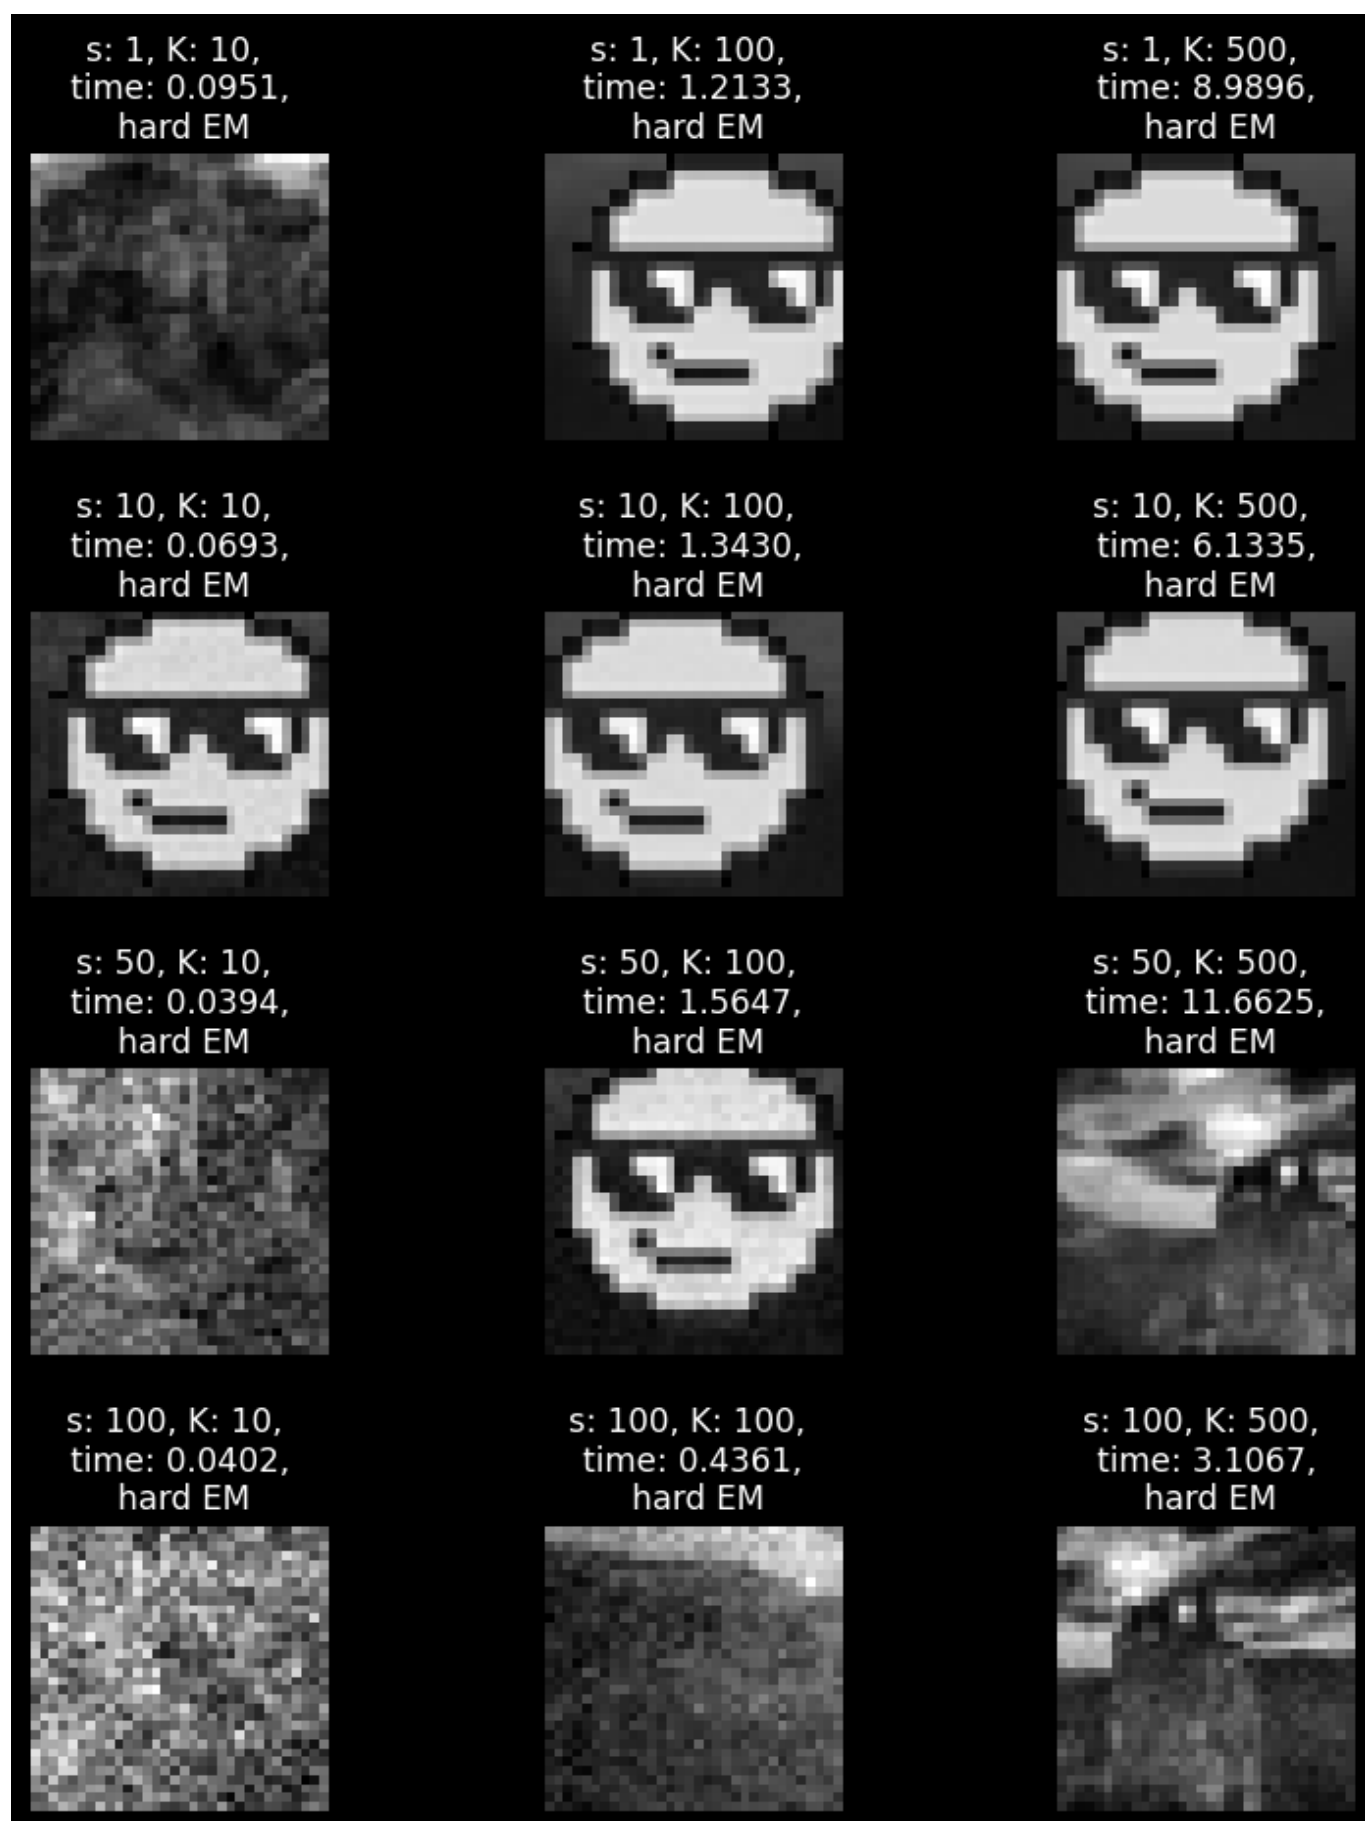 s: 1, K: 10,
time: 0.0951,
hard EM
s: 1, K: 100,
time: 1.2133,
hard EM
s: 1, K: 500,
time: 8.9896,
hard EM
s: 10, K: 10,
time: 0.0693,
hard EM
s: 10, K: 100,
time: 1.3430,
hard EM
s: 10, K: 500,
time: 6.1335,
hard EM
s: 50, K: 10,
time: 0.0394,
hard EM
s: 50, K: 100,
time: 1.5647,
hard EM
s: 50, K: 500,
time: 11.6625,
hard EM
s: 100, K: 10,
time: 0.0402,
hard EM
s: 100, K: 100,
time: 0.4361,
hard EM
s: 100, K: 500,
time: 3.1067,
hard EM